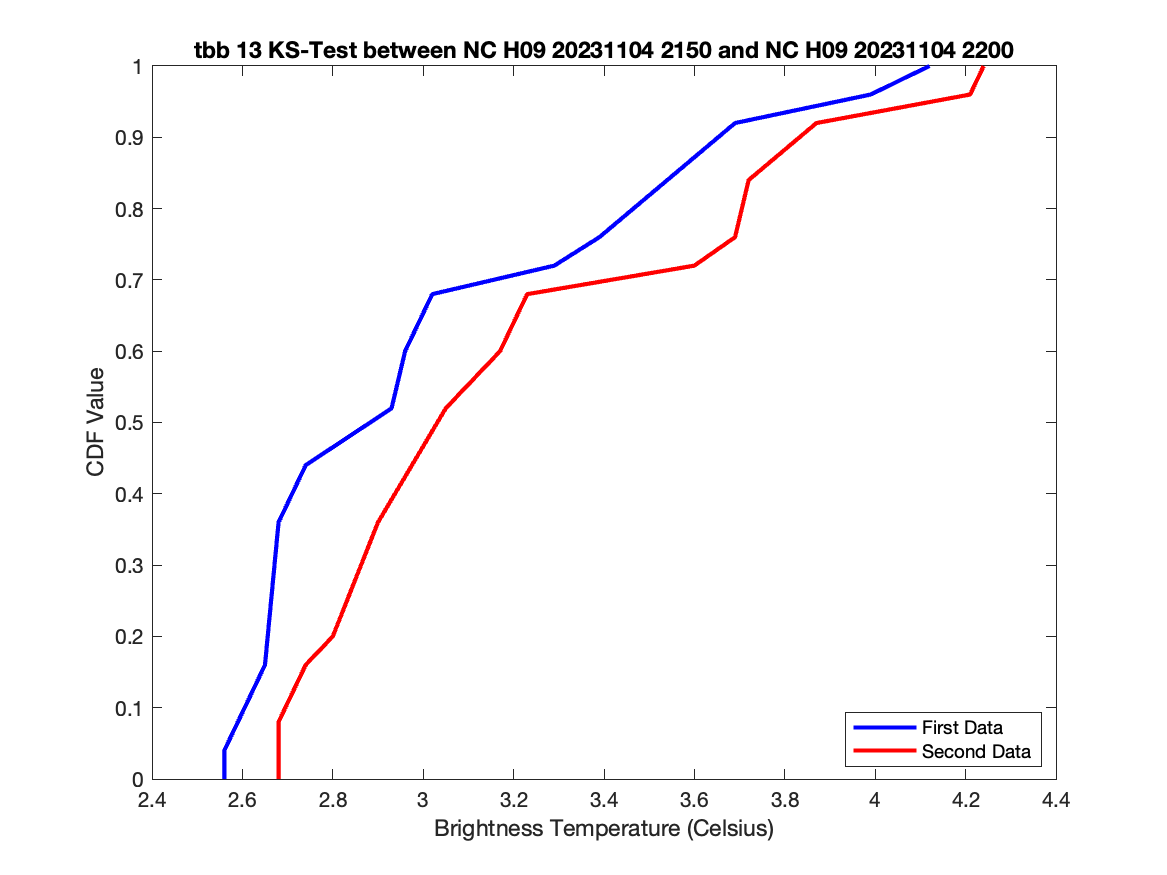 tbb 13 KS-Test between NC H09 20231104 2150 and NC H09 20231104 2200
1
0.9
0.8
0.7
0.6
0.5
0.4
0.3
0.2
0.1
0
CDF Value
First Data
Second Data
2.4 2.6 2.8 3 3.2 3.4 3.6 3.8 4 4.2 4.4
Brightness Temperature (Celsius)